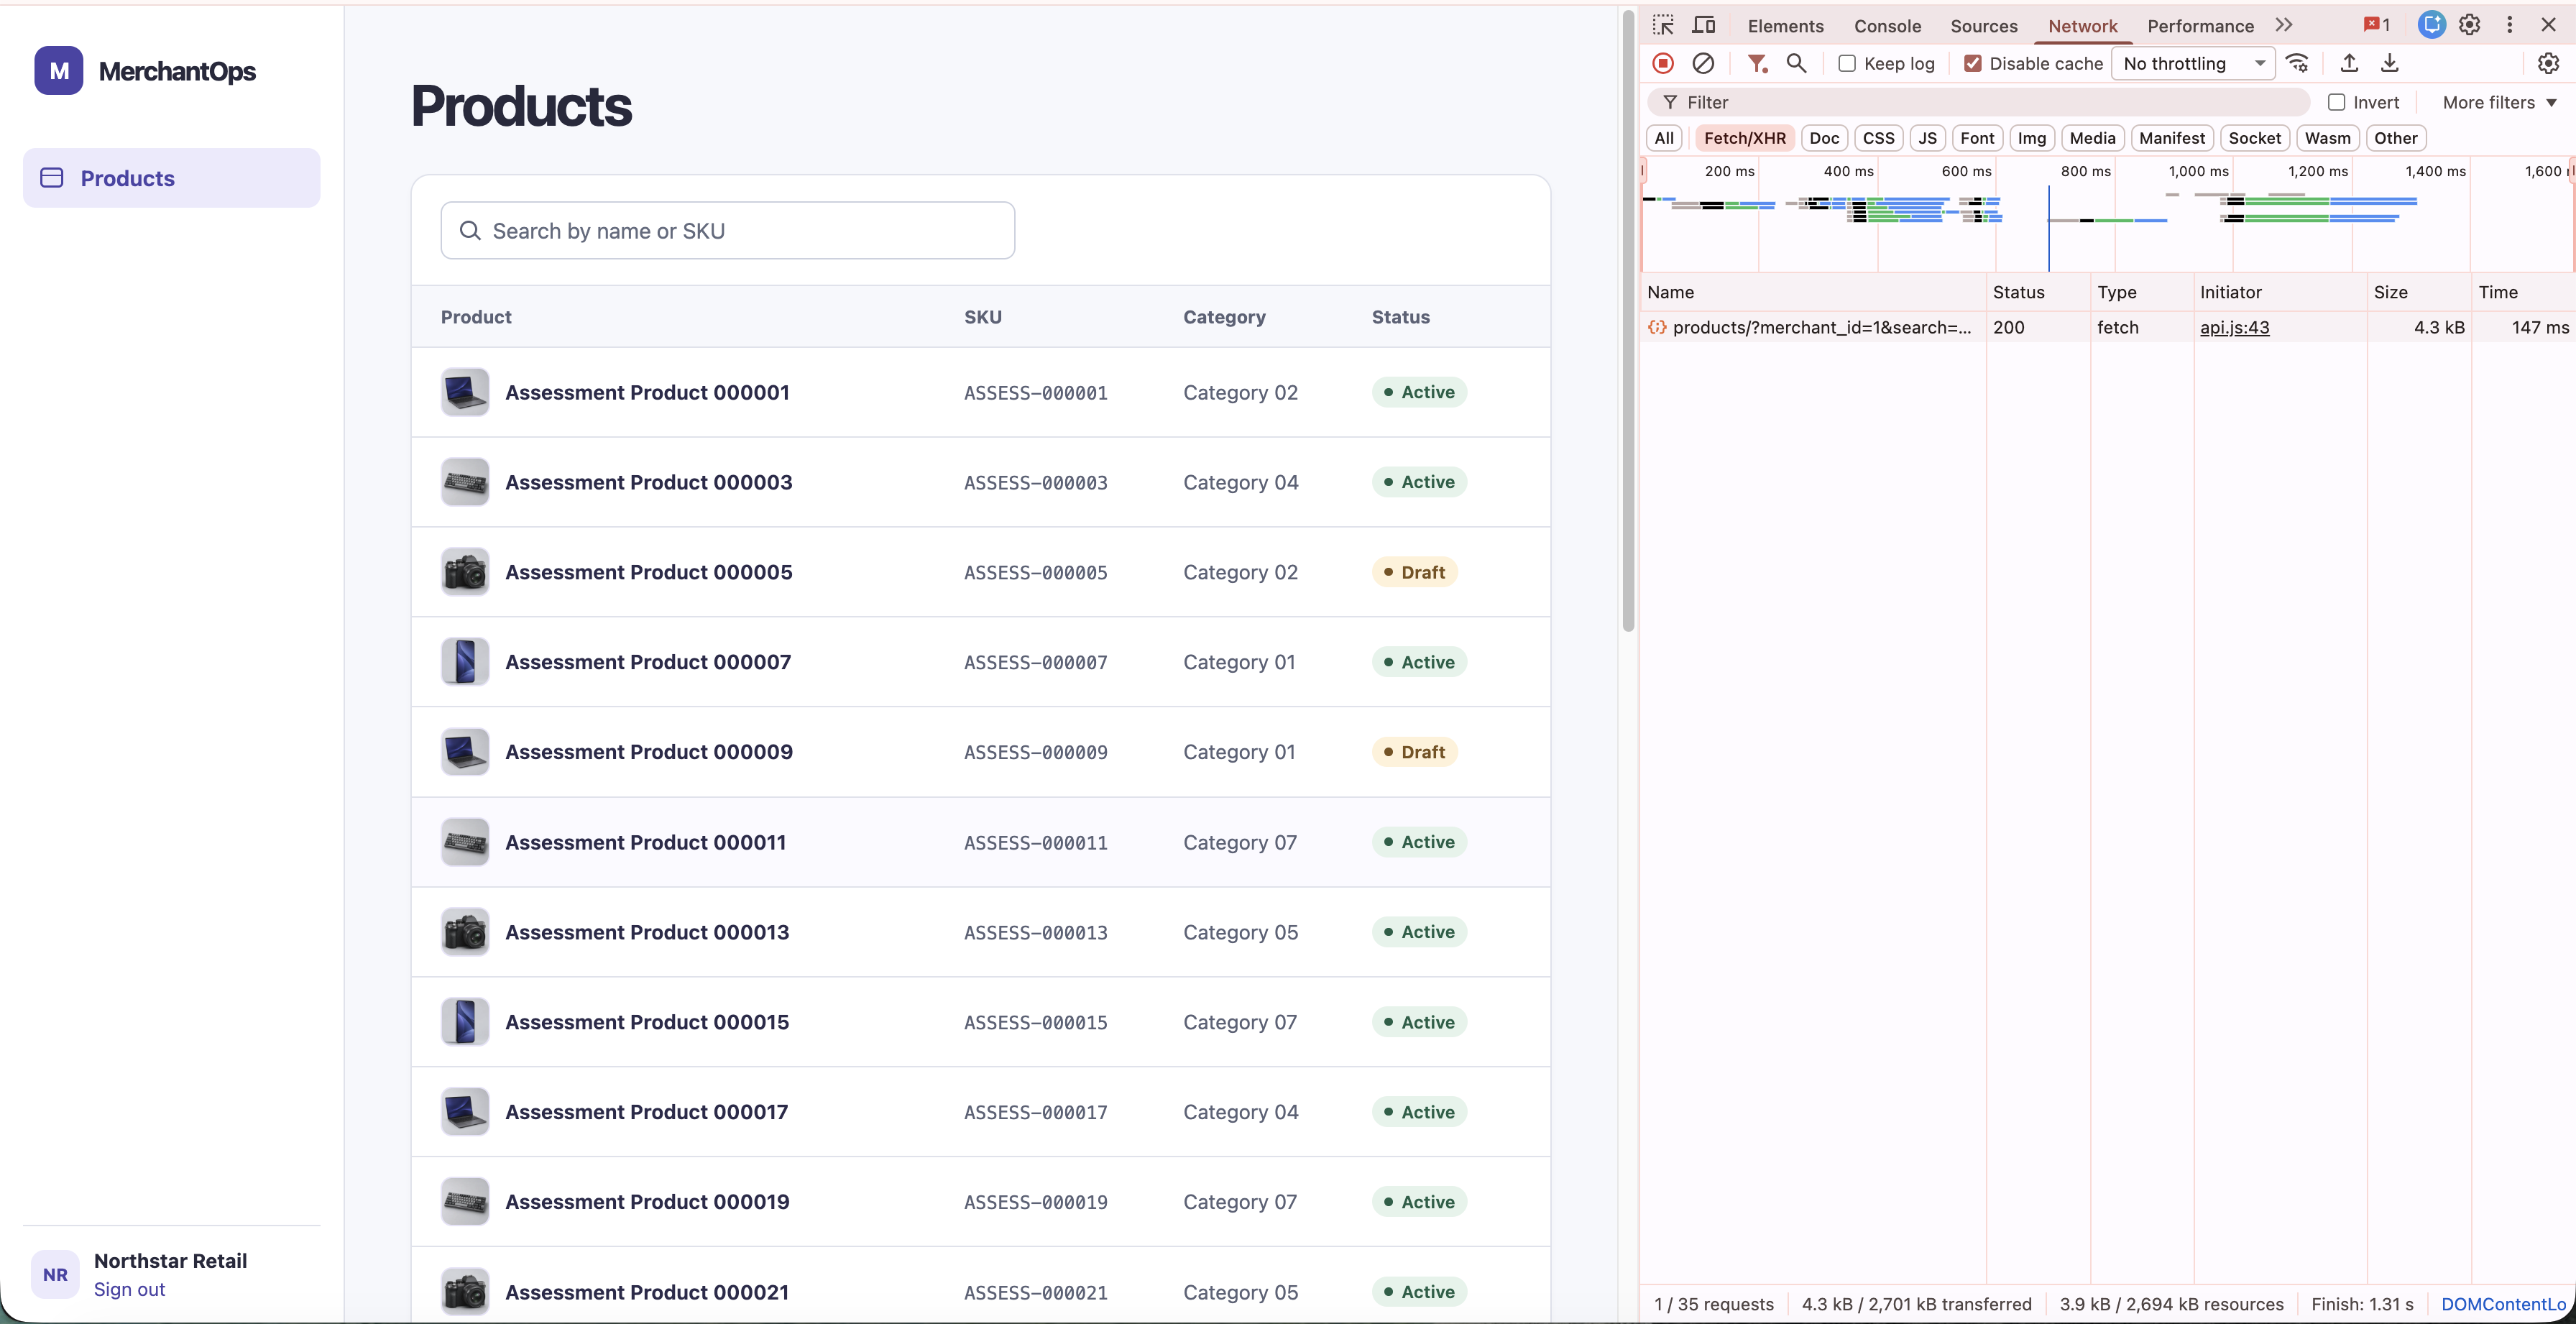 M MerchantOps
Products
NR Northstar Retail
Sign out
Products
Search by name or SKU
Product SKU Category Status
Assessment Product 000001 ASSESS-000001 Category 02 Active
Assessment Product 000003 ASSESS-000003 Category 04 Active
Assessment Product 000005 ASSESS-000005 Category 02 Draft
Assessment Product 000007 ASSESS-000007 Category 01 Active
Assessment Product 000009 ASSESS-000009 Category 01 Draft
Assessment Product 000011 ASSESS-000011 Category 07 Active
Assessment Product 000013 ASSESS-000013 Category 05 Active
Assessment Product 000015 ASSESS-000015 Category 07 Active
Assessment Product 000017 ASSESS-000017 Category 04 Active
Assessment Product 000019 ASSESS-000019 Category 07 Active
Assessment Product 000021 ASSESS-000021 Category 05 Active
Elements Console Sources Network Performance 1
Keep log Disable cache No throttling
Filter Invert More filters
All Fetch/XHR Doc CSS JS Font Img Media Manifest Socket Wasm Other
200 ms 400 ms 600 ms 800 ms 1,000 ms 1,200 ms 1,400 ms 1,600
Name Status Type Initiator Size Time
products/?merchant_id=1&search=... 200 fetch api.js:43 4.3 kB 147 ms
1 / 35 requests 4.3 kB / 2,701 kB transferred 3.9 kB / 2,694 kB resources Finish: 1.31 s DOMContentLo